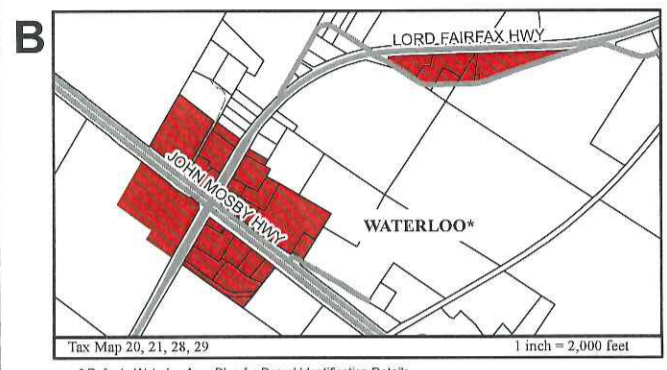 B
LORD FAIRFAX HWY
JOHN MOSBY HWY
WATERLOO*
Tax Map 20, 21, 28, 29
1 inch = 2,000 feet